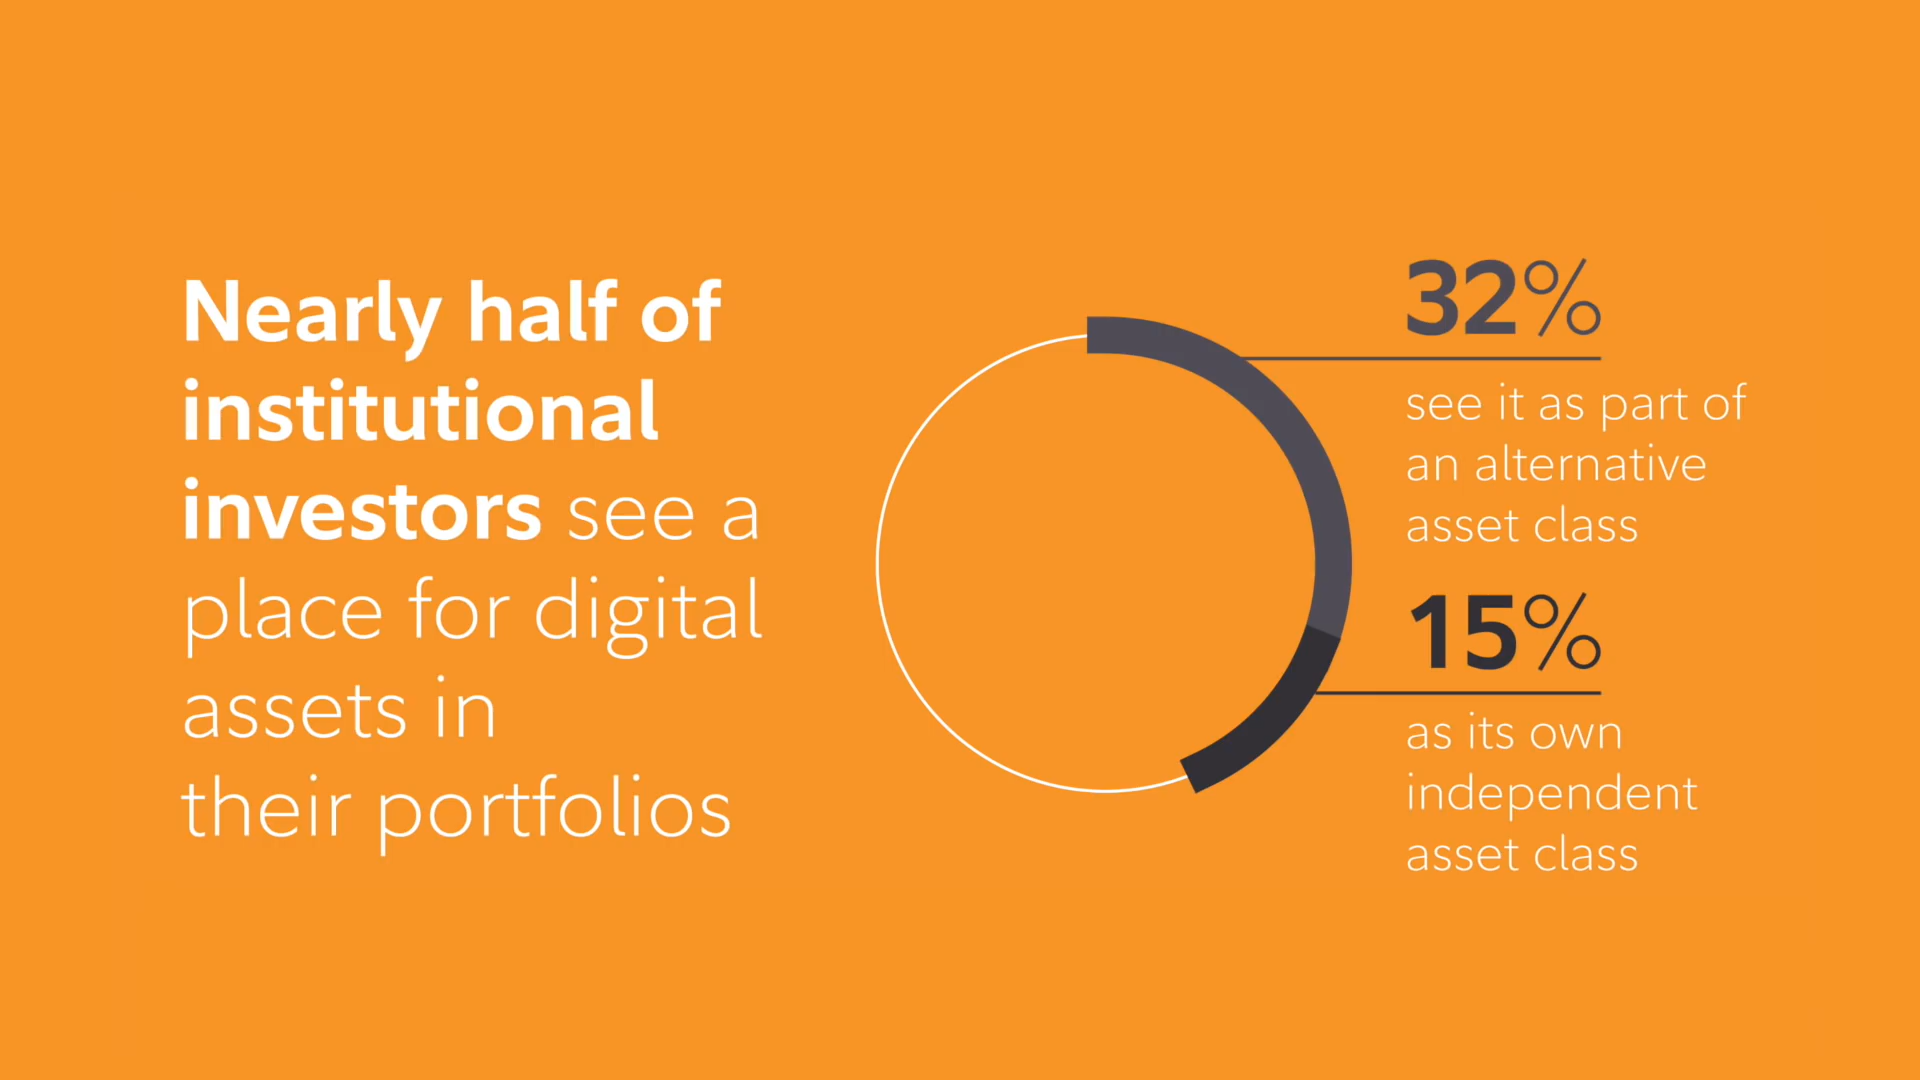 Nearly half of
institutional
investors see a
place for digital
assets in
their portfolios
32%
see it as part of
an alternative
asset class
15%
as its own
independent
asset class